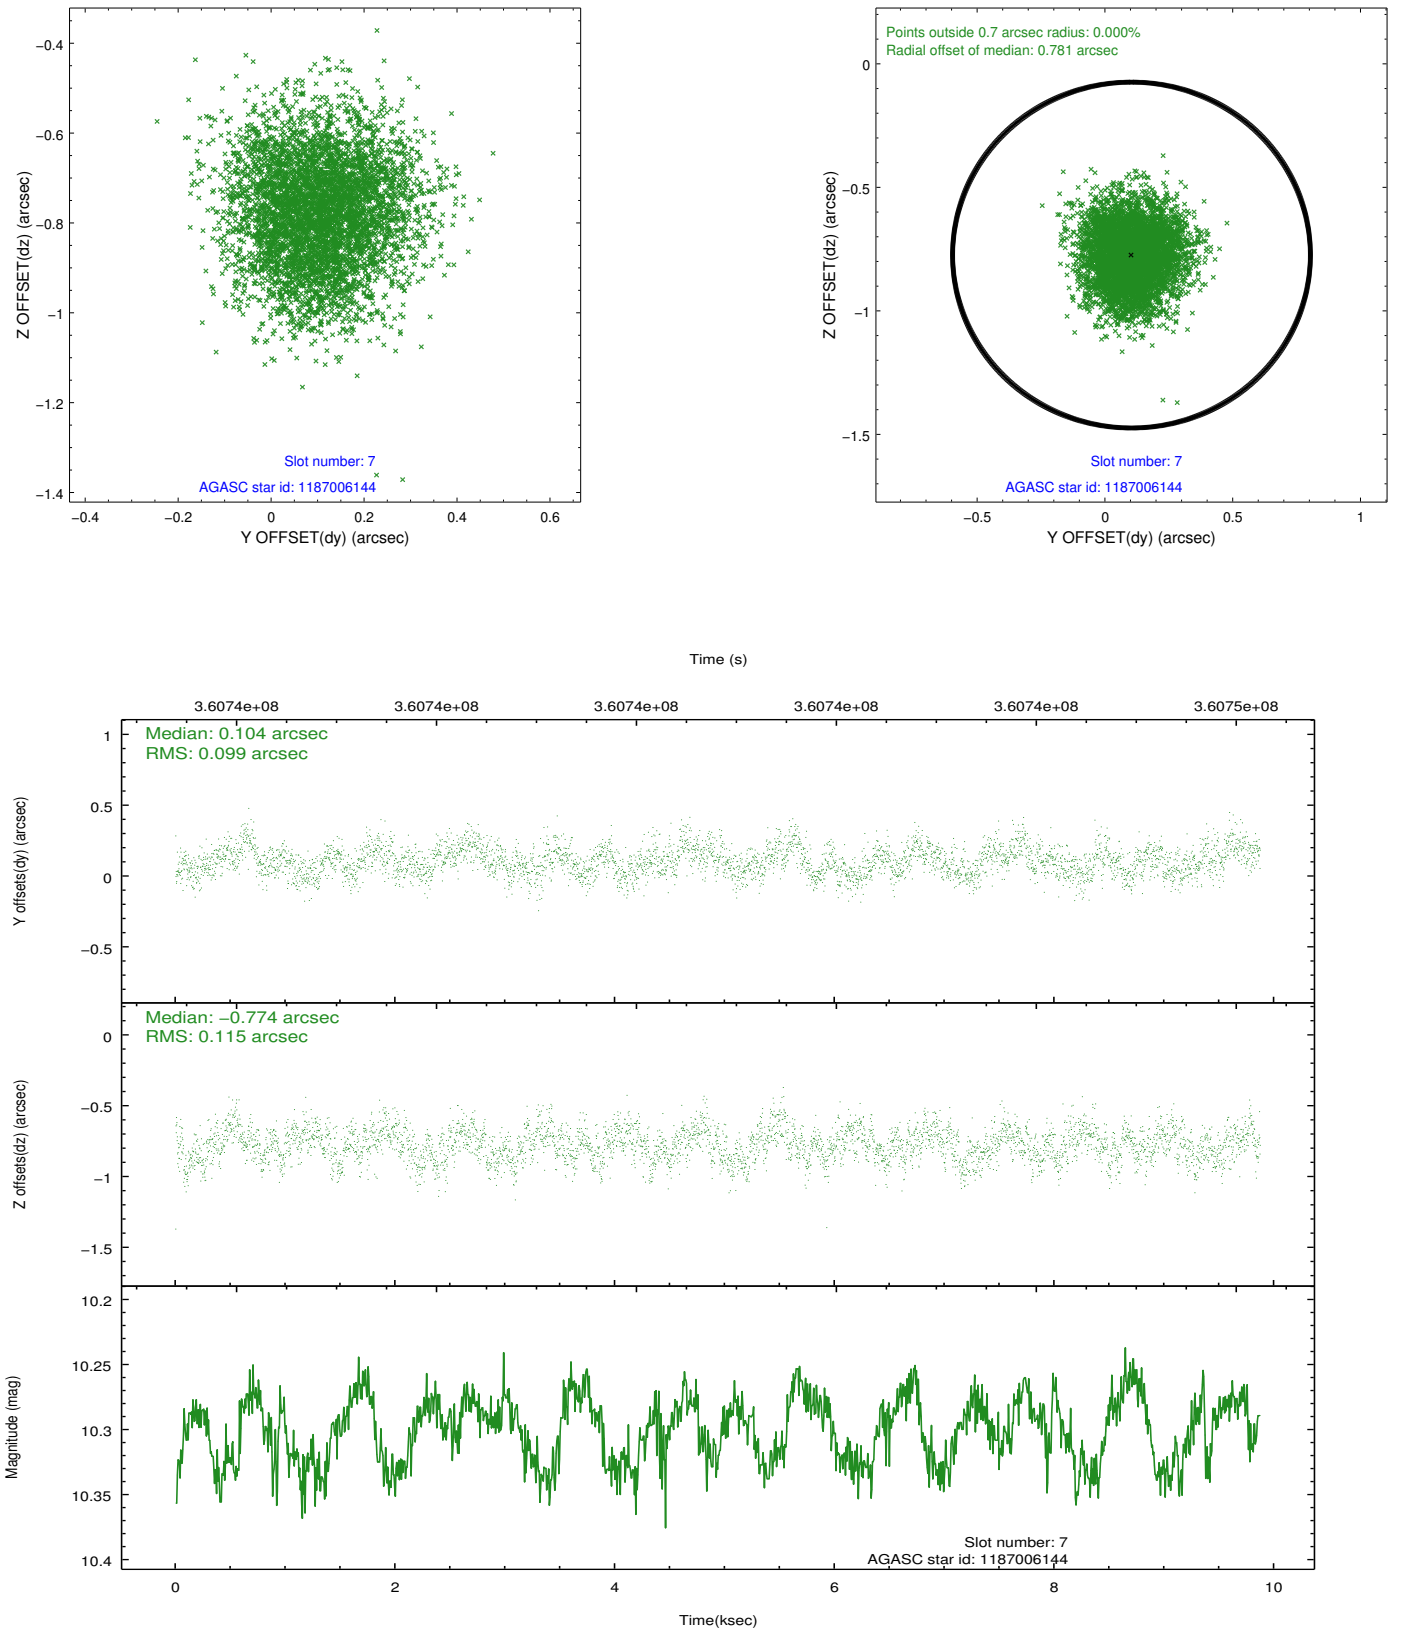 −0.4
−0.6
−0.8
−1
−1.2
−1.4
Z OFFSET(dz) (arcsec)
Slot number: 7
AGASC star id: 1187006144
−0.4 −0.2 0 0.2 0.4 0.6
Y OFFSET(dy) (arcsec)
Points outside 0.7 arcsec radius: 0.000%
Radial offset of median: 0.781 arcsec
0
−0.5
−1
−1.5
Z OFFSET(dz) (arcsec)
Slot number: 7
AGASC star id: 1187006144
−0.5 0 0.5 1
Y OFFSET(dy) (arcsec)
Time (s)
3.6074e+08 3.6074e+08 3.6074e+08 3.6074e+08 3.6074e+08 3.6075e+08
Median: 0.104 arcsec
RMS: 0.099 arcsec
1
0.5
0
−0.5
Y offsets(dy) (arcsec)
Median: −0.774 arcsec
RMS: 0.115 arcsec
0
−0.5
−1
−1.5
Z offsets(dz) (arcsec)
10.2
10.25
10.3
10.35
10.4
Magnitude (mag)
Slot number: 7
AGASC star id: 1187006144
0 2 4 6 8 10
Time(ksec)